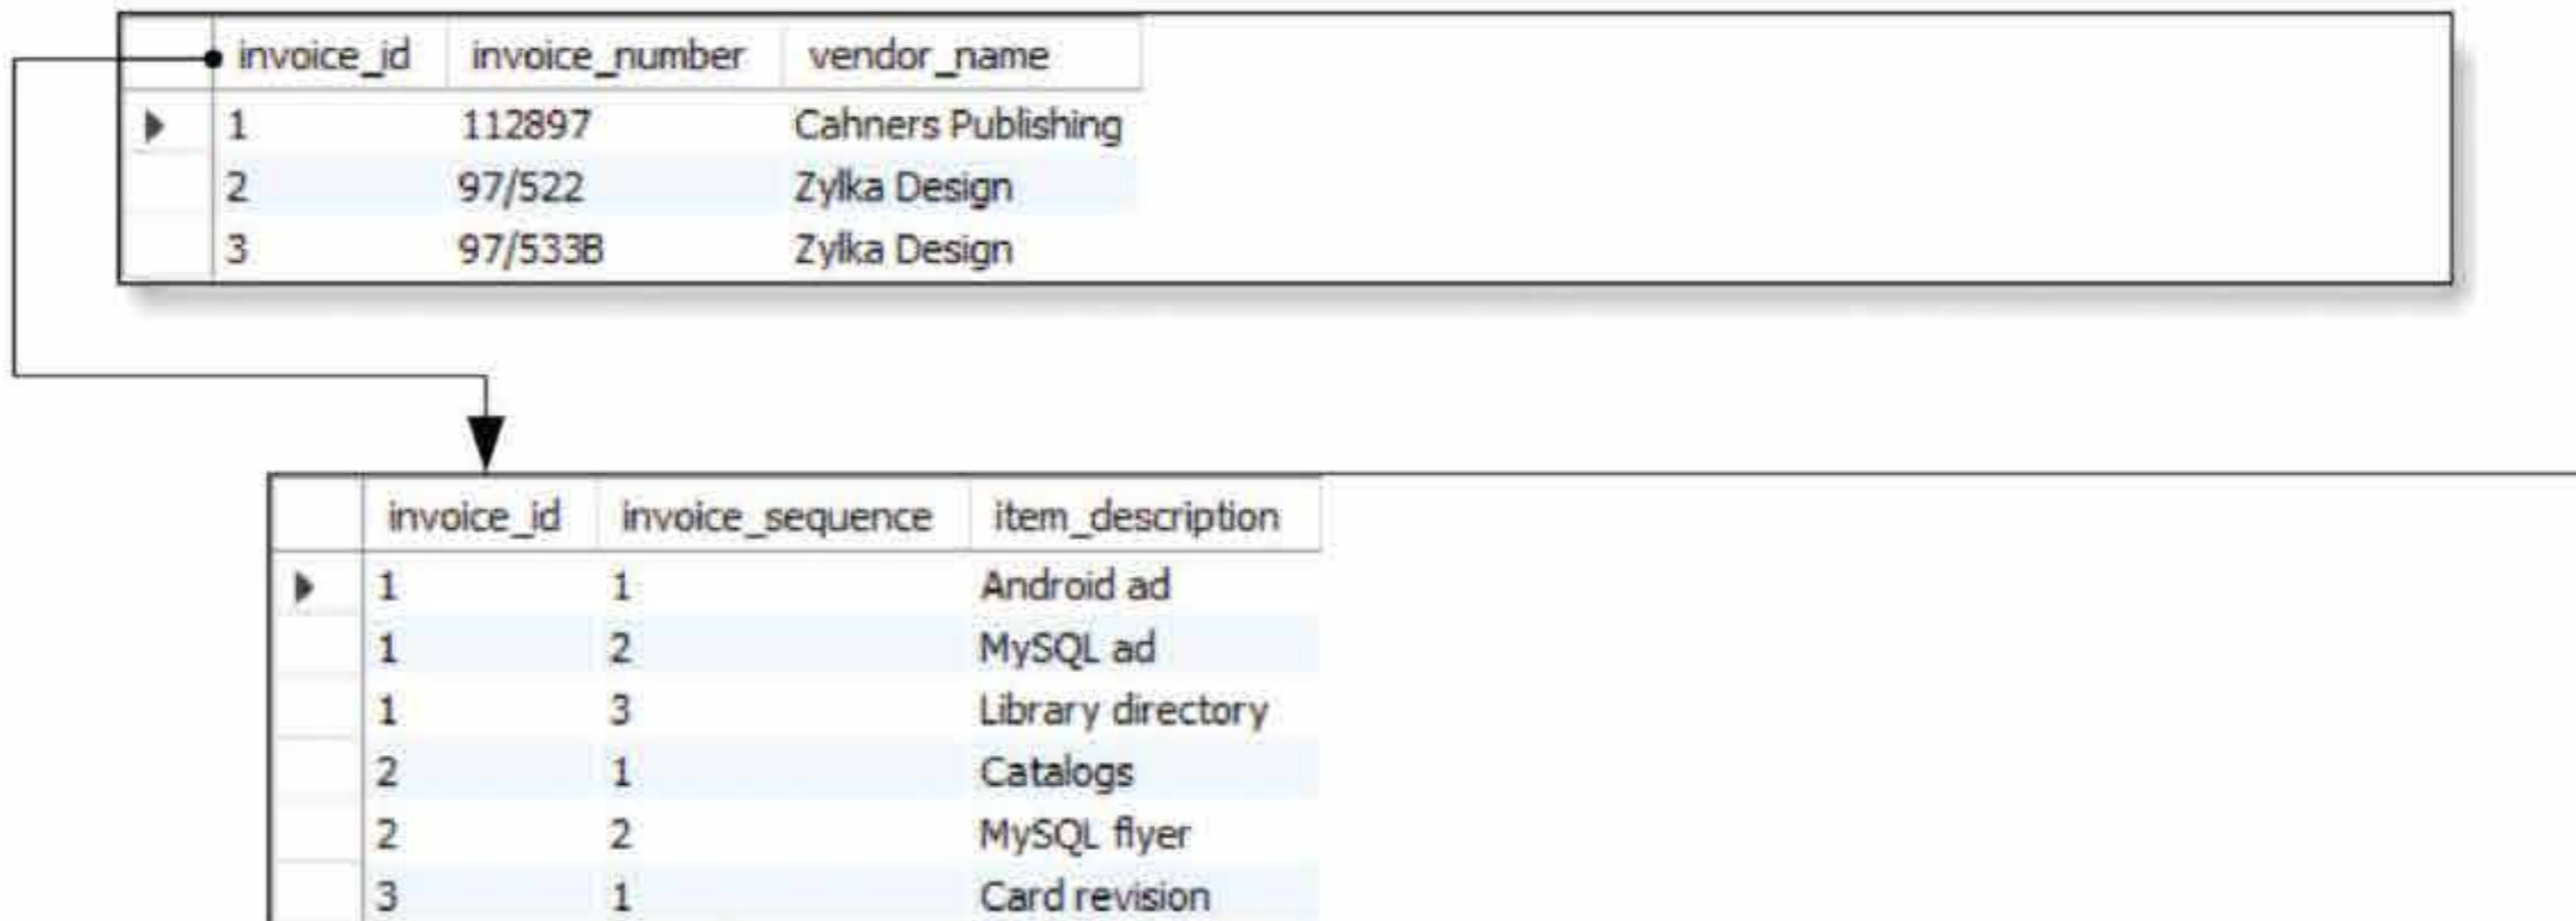 invoice_id invoice_number vendor_name
1 112897 Cahners Publishing
2 97/522 Zylka Design
3 97/533B Zylka Design
invoice_id invoice_sequence item_description
1 1 Android ad
1 2 MySQL ad
1 3 Library directory
2 1 Catalogs
2 2 MySQL flyer
3 1 Card revision